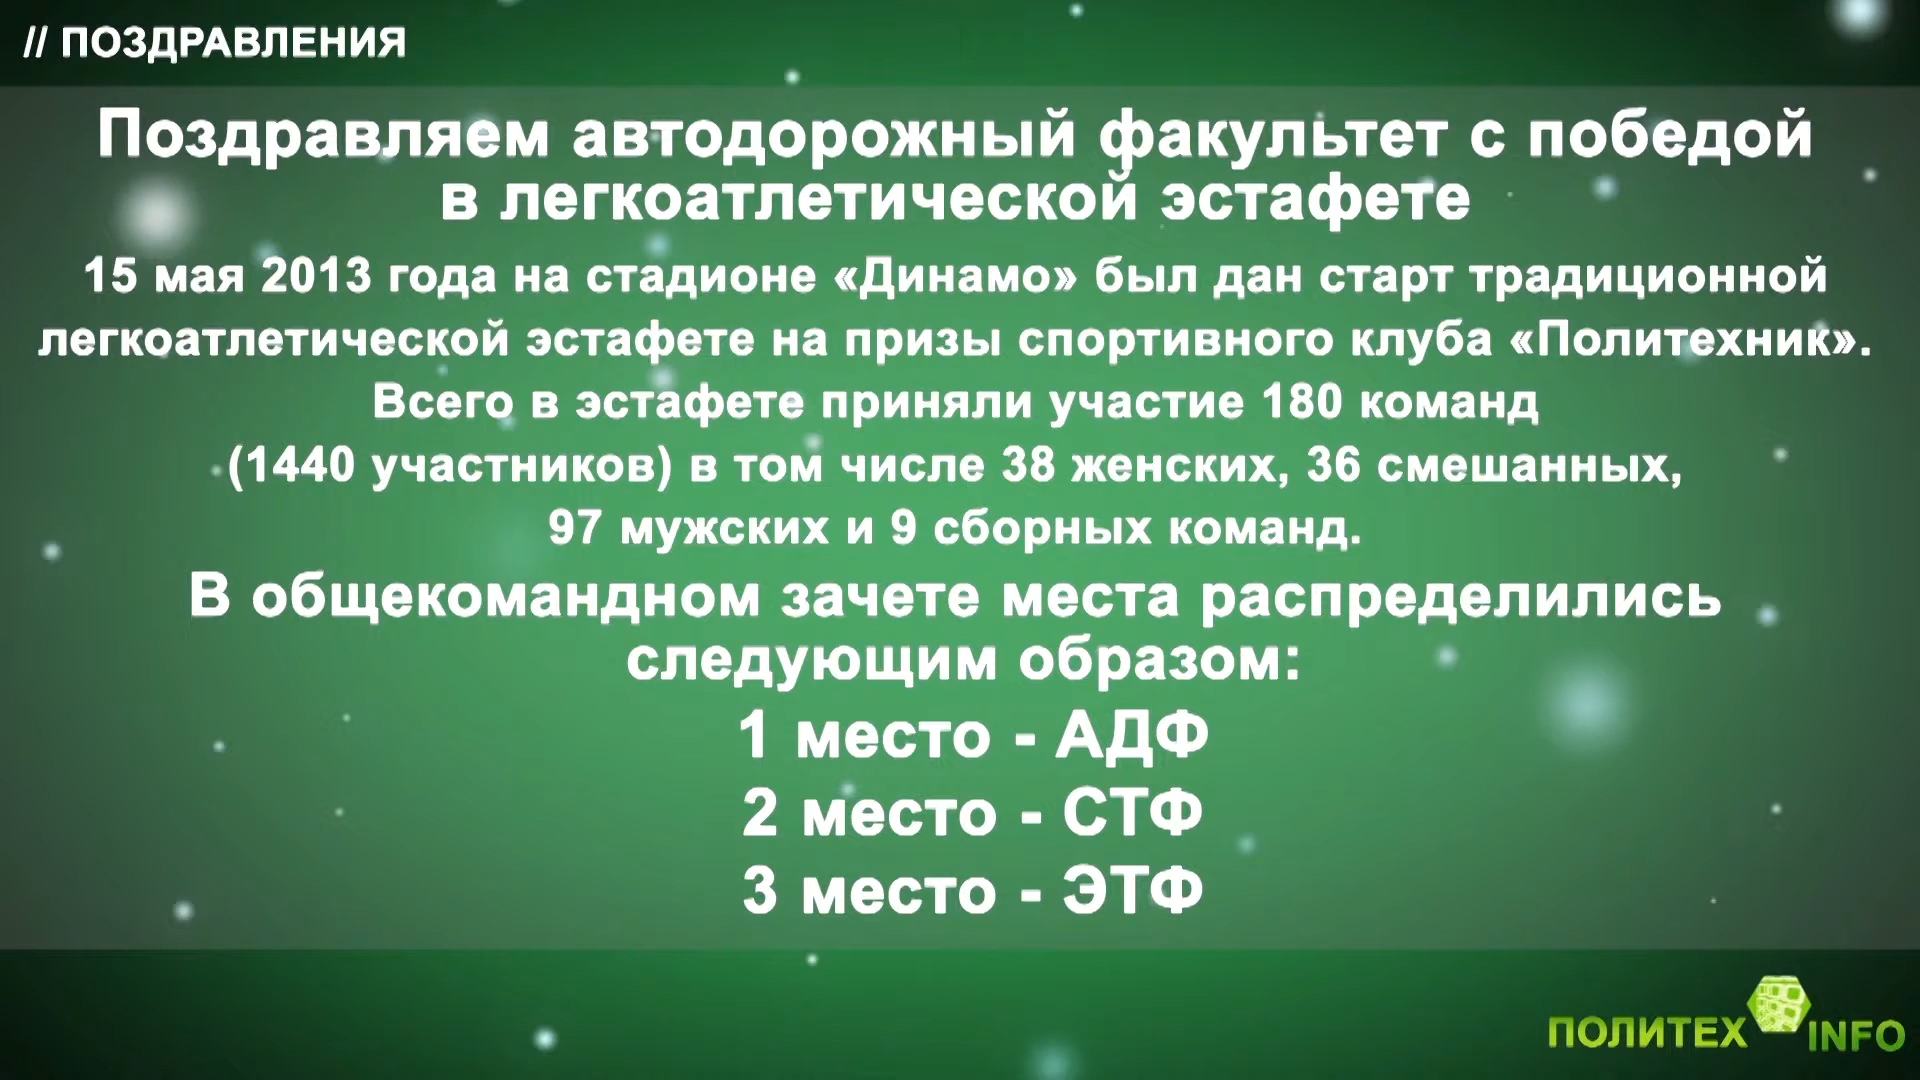 // ПОЗДРАВЛЕНИЯ
Поздравляем автодорожный факультет с победой
в легкоатлетической эстафете
15 мая 2013 года на стадионе «Динамо» был дан старт традиционной
легкоатлетической эстафете на призы спортивного клуба «Политехник».
Всего в эстафете приняли участие 180 команд
(1440 участников) в том числе 38 женских, 36 смешанных,
97 мужских и 9 сборных команд.
В общекомандном зачете места распределились
следующим образом:
1 место - АДФ
2 место - СТФ
3 место - ЭТФ
ПОЛИТЕХ INFO